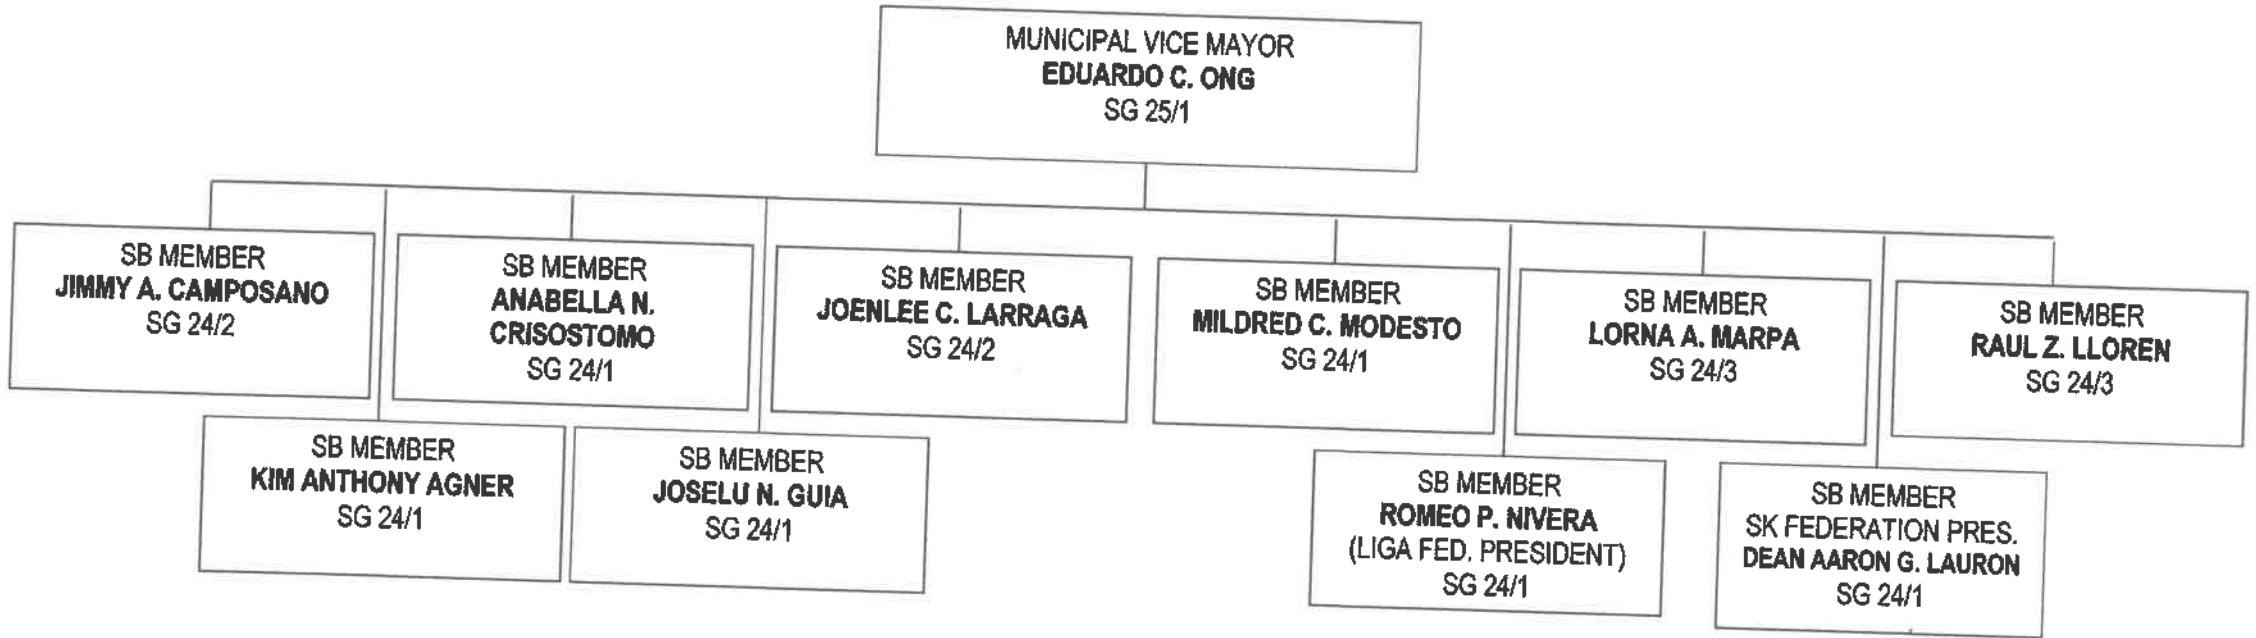 MUNICIPAL VICE MAYOR
EDUARDO C. ONG
SG 25/1
SB MEMBER
JIMMY A. CAMPOSANO
SG 24/2
SB MEMBER
ANABELLA N.
CRISOSTOMO
SG 24/1
SB MEMBER
JOENLEE C. LARRAGA
SG 24/2
SB MEMBER
MILDRED C. MODESTO
SG 24/1
SB MEMBER
LORNA A. MARPA
SG 24/3
SB MEMBER
RAUL Z. LLOREN
SG 24/3
SB MEMBER
KIM ANTHONY AGNER
SG 24/1
SB MEMBER
JOSELU N. GUIA
SG 24/1
SB MEMBER
ROMEO P. NIVERA
(LIGA FED. PRESIDENT)
SG 24/1
SB MEMBER
SK FEDERATION PRES.
DEAN AARON G. LAURON
SG 24/1